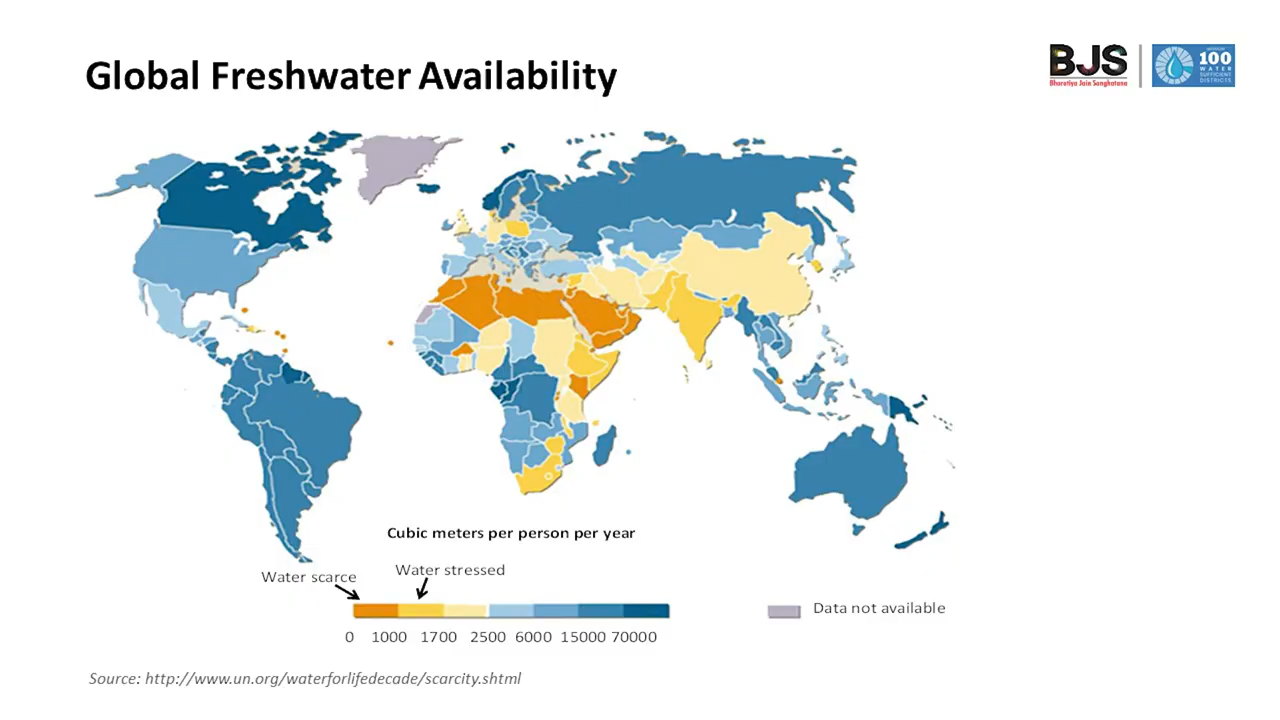 Global Freshwater Availability
BJS
Bharatiya Jain Sanghatana
100
WATER
SUFFICIENT
DISTRICTS
Cubic meters per person per year
Water scarce
Water stressed
0 1000 1700 2500 6000 15000 70000
Data not available
Source: http://www.un.org/waterforlifedecade/scarcity.shtml